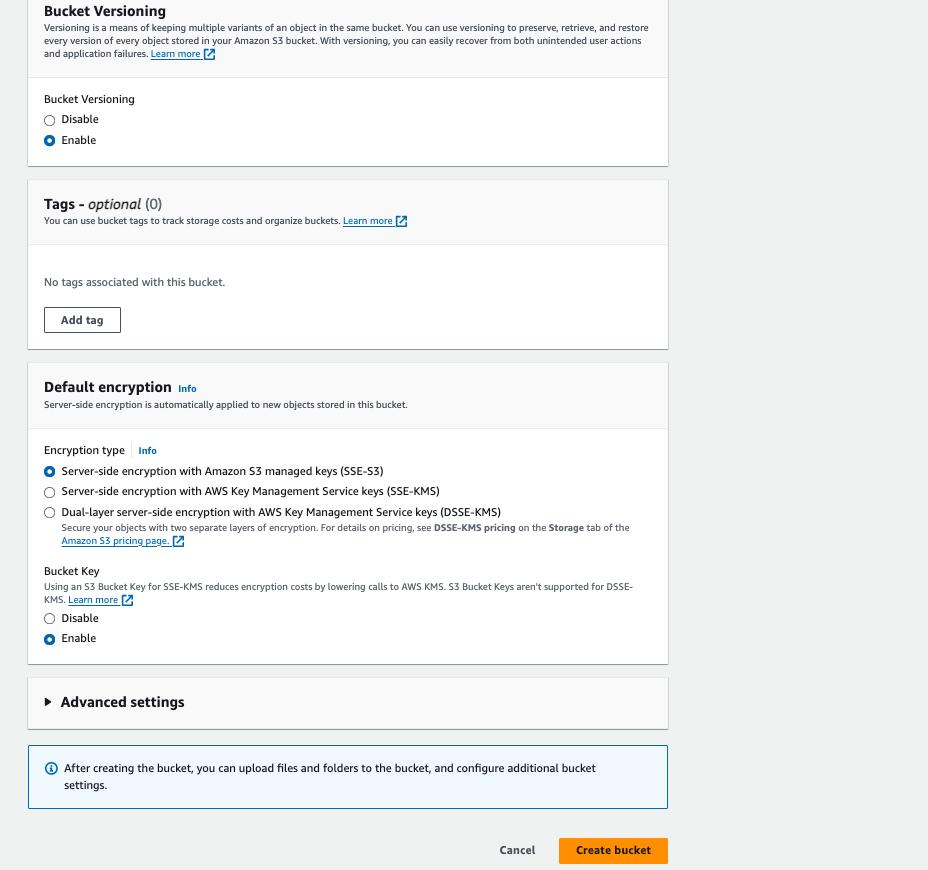 Bucket Versioning
Versioning is a means of keeping multiple variants of an object in the same bucket. You can use versioning to preserve, retrieve, and restore
every version of every object stored in your Amazon S3 bucket. With versioning, you can easily recover from both unintended user actions
and application failures. Learn more
Bucket Versioning
Disable
Enable
Tags - optional (0)
You can use bucket tags to track storage costs and organize buckets. Learn more
No tags associated with this bucket.
Add tag
Default encryption Info
Server-side encryption is automatically applied to new objects stored in this bucket.
Encryption type Info
Server-side encryption with Amazon S3 managed keys (SSE-S3)
Server-side encryption with AWS Key Management Service keys (SSE-KMS)
Dual-layer server-side encryption with AWS Key Management Service keys (DSSE-KMS)
Secure your objects with two separate layers of encryption. For details on pricing, see DSSE-KMS pricing on the Storage tab of the
Amazon S3 pricing page.
Bucket Key
Using an S3 Bucket Key for SSE-KMS reduces encryption costs by lowering calls to AWS KMS. S3 Bucket Keys aren't supported for DSSE-
KMS. Learn more
Disable
Enable
Advanced settings
After creating the bucket, you can upload files and folders to the bucket, and configure additional bucket
settings.
Cancel Create bucket